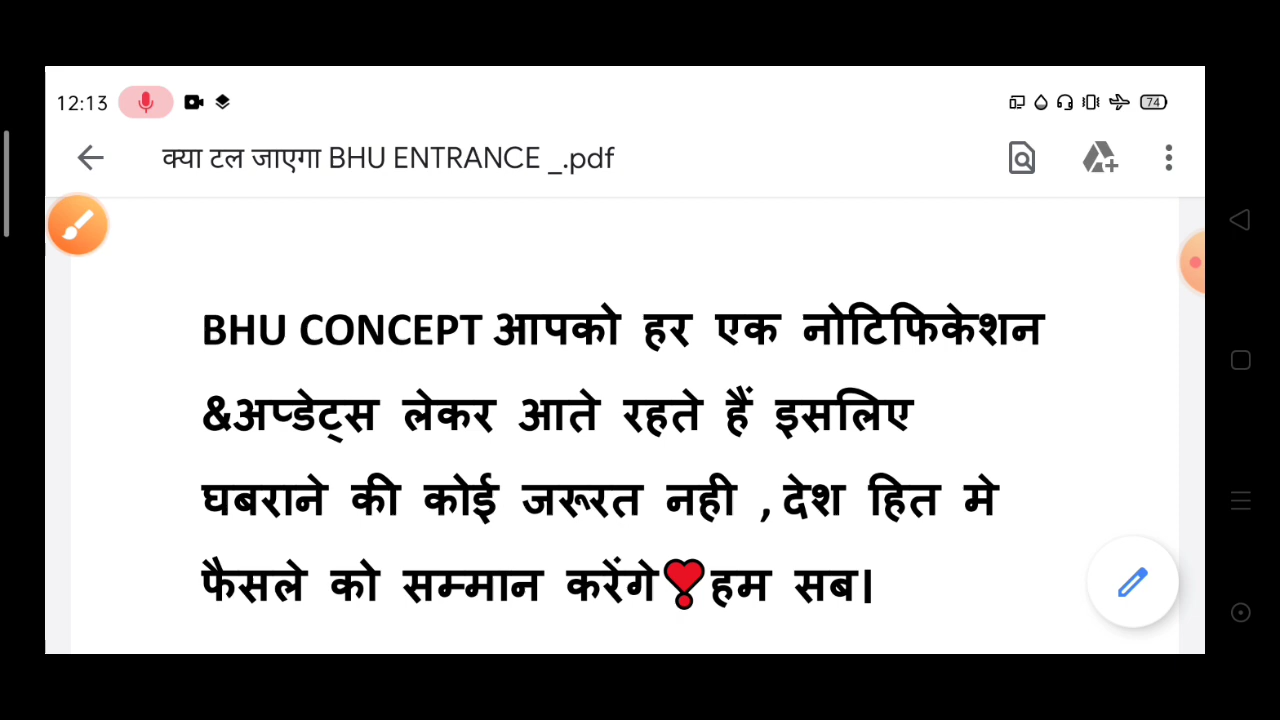 12:13
74
क्या टल जाएगा BHU ENTRANCE _.pdf
BHU CONCEPT आपको हर एक नोटिफिकेशन
&अप्डेट्स लेकर आते रहते हैं इसलिए
घबराने की कोई जरूरत नही ,देश हित मे
फैसले को सम्मान करेंगे❣हम सब।